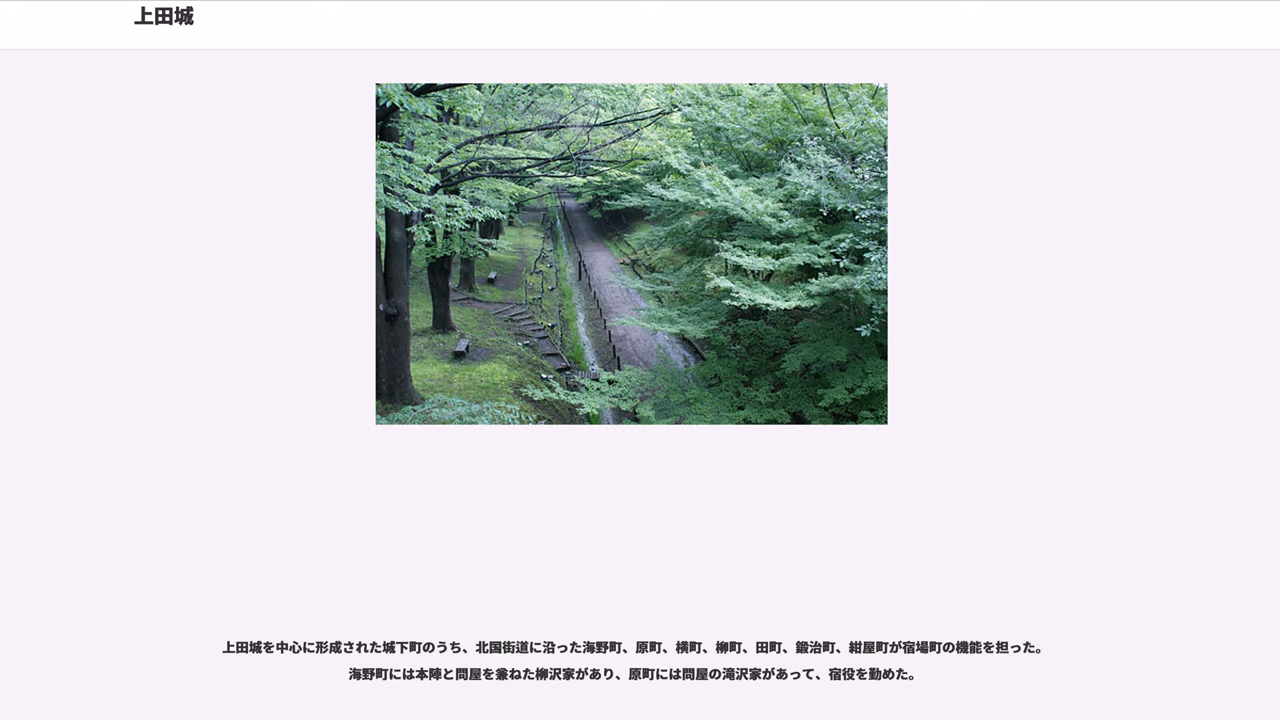 上田城
上田城を中心に形成された城下町のうち、北国街道に沿った海野町、原町、横町、柳町、田町、鍛治町、紺屋町が宿場町の機能を担った。
海野町には本陣と問屋を兼ねた柳沢家があり、原町には問屋の滝沢家があって、宿役を勤めた。